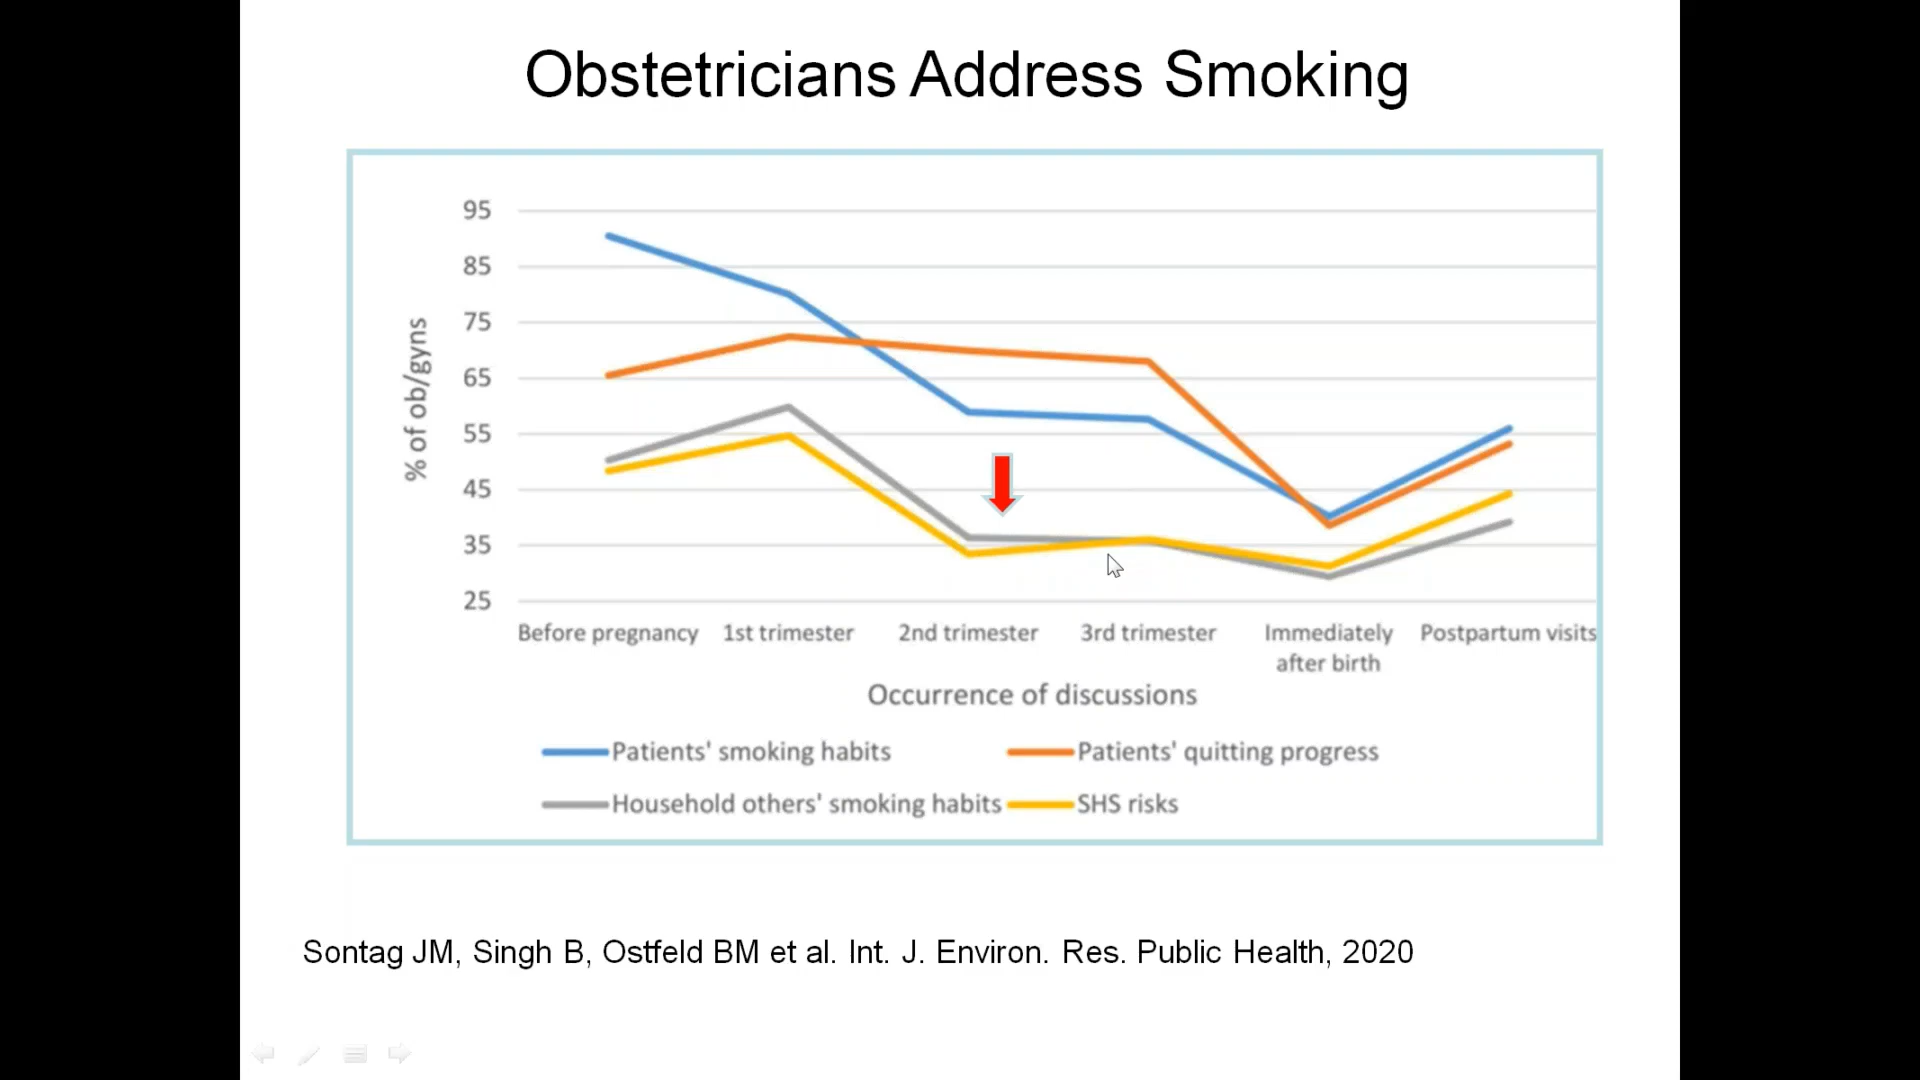 Obstetricians Address Smoking
95
85
75
65
55
45
35
25
% of ob/gyns
Before pregnancy 1st trimester 2nd trimester 3rd trimester Immediately after birth Postpartum visits
Occurrence of discussions
Patients' smoking habits Patients' quitting progress
Household others' smoking habits SHS risks
Sontag JM, Singh B, Ostfeld BM et al. Int. J. Environ. Res. Public Health, 2020